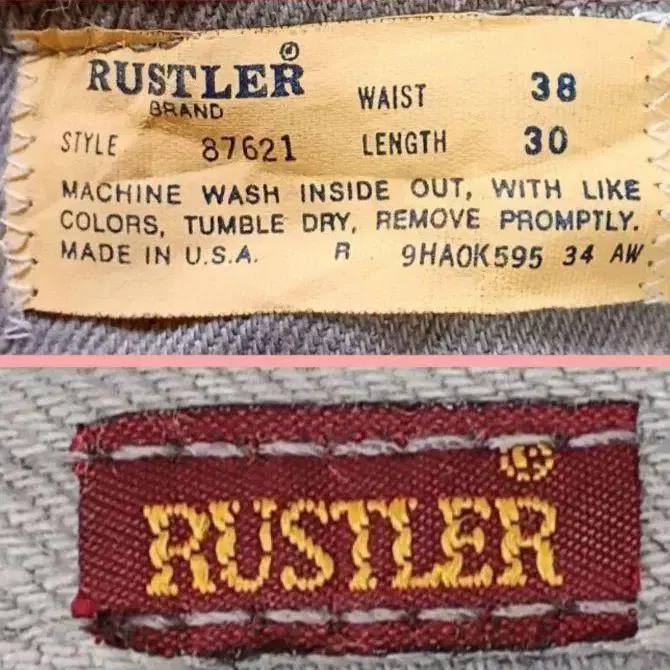 RUSTLER®
BRAND
WAIST 38
STYLE 87621 LENGTH 30
MACHINE WASH INSIDE OUT, WITH LIKE
COLORS, TUMBLE DRY, REMOVE PROMPTLY.
MADE IN U.S.A. R 9HAOK595 34 AW
RUSTLER®